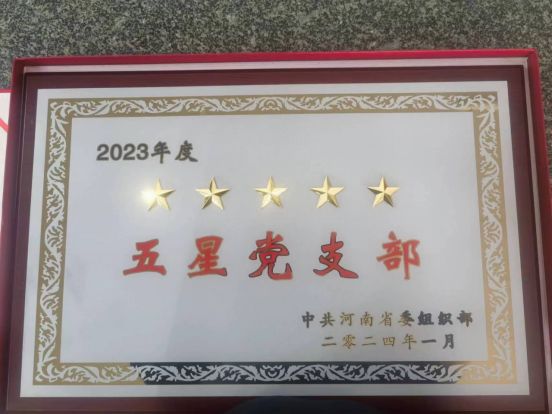 2023年度
五星党支部
中共河南省委组织部
二零二四年一月